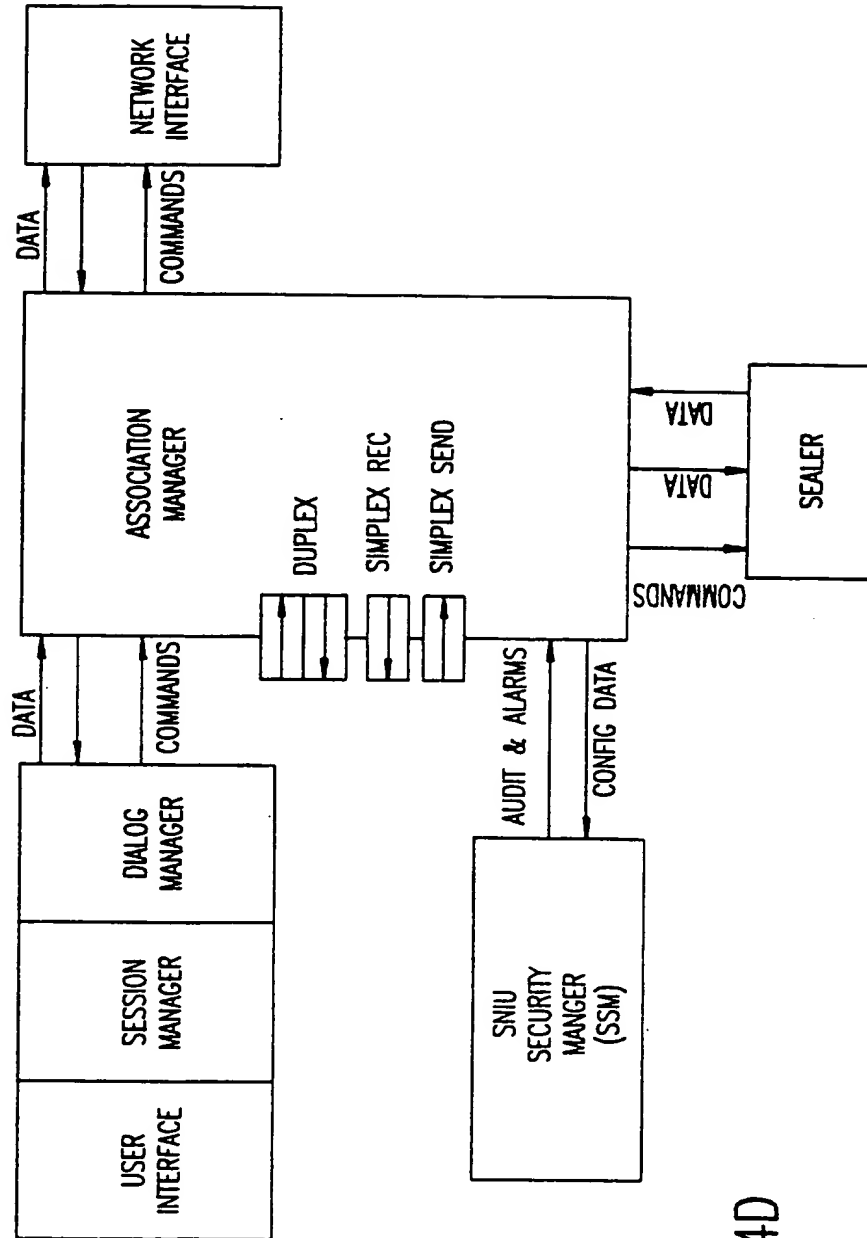 USER
INTERFACE
SESSION
MANAGER
DIALOG
MANAGER
DATA
COMMANDS
ASSOCIATION
MANAGER
DUPLEX
SIMPLEX REC
SIMPLEX SEND
DATA
COMMANDS
NETWORK
INTERFACE
SNIU
SECURITY
MANGER
(SSM)
AUDIT & ALARMS
CONFIG DATA
COMMANDS
DATA
DATA
SEALER
4D